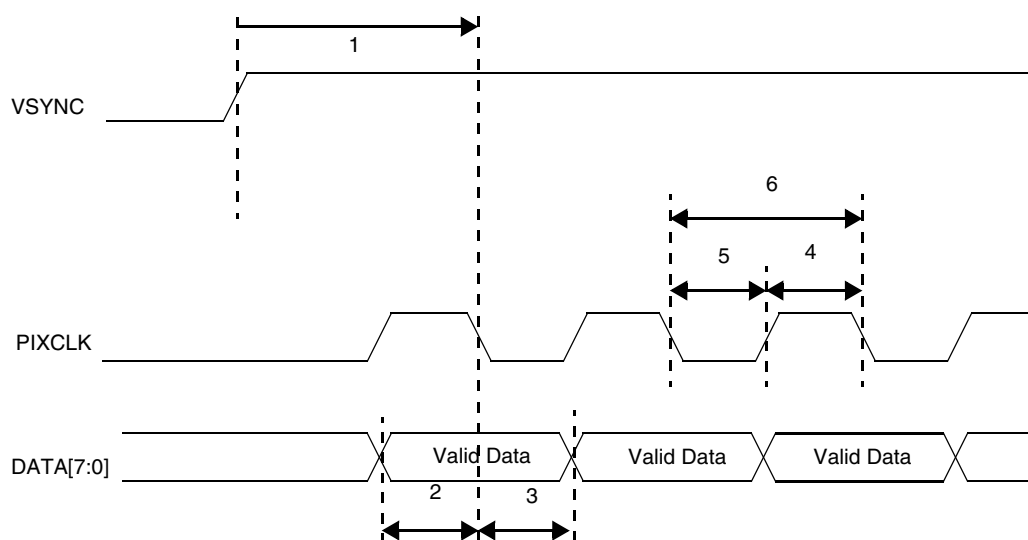 1
VSYNC
6
5 4
PIXCLK
DATA[7:0] Valid Data Valid Data Valid Data
2 3